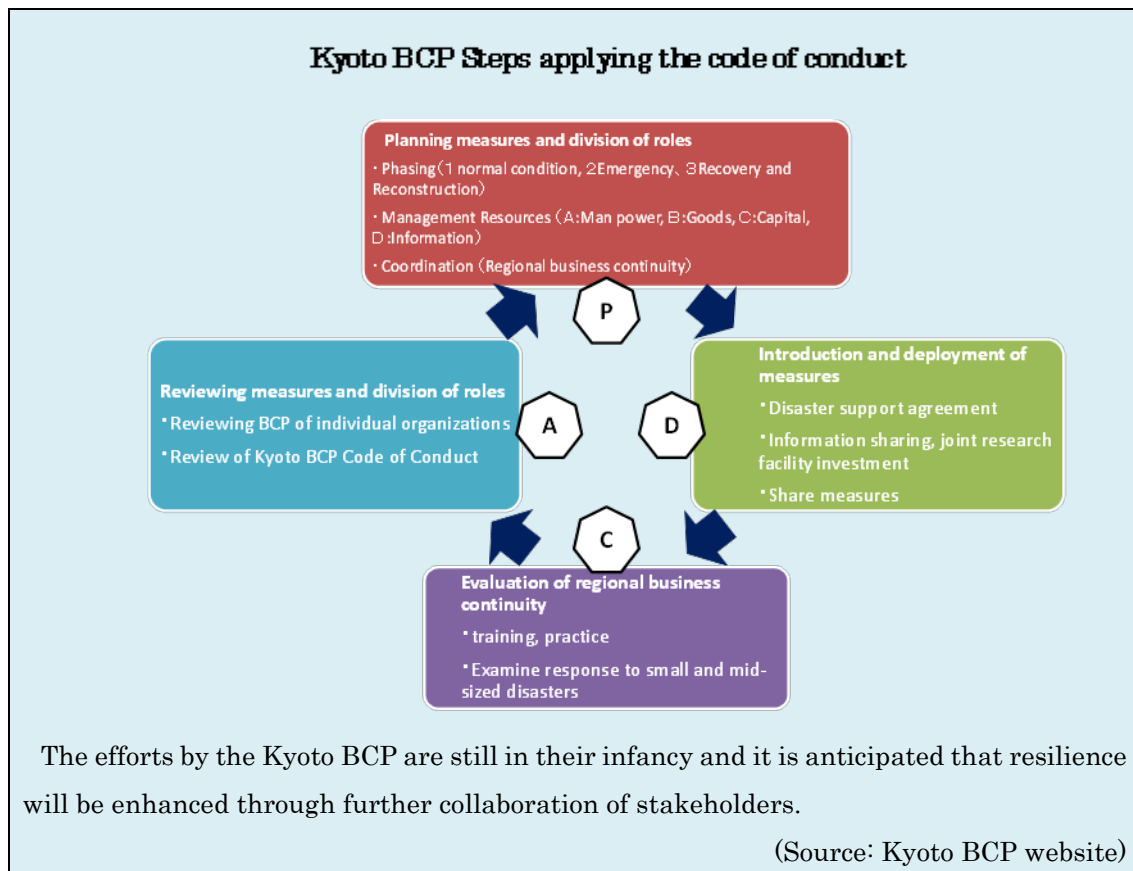 Kyoto BCP Steps applying the code of conduct
Planning measures and division of roles
・Phasing(1 normal condition, 2Emergency、3Recovery and
Reconstruction)
・Management Resources (A:Man power, B:Goods, C:Capital,
D:Information)
・Coordination (Regional business continuity)
P
Introduction and deployment of
measures
・Disaster support agreement
・Information sharing, joint research
facility investment
・Share measures
D
Reviewing measures and division of roles
・Reviewing BCP of individual organizations
・Review of Kyoto BCP Code of Conduct
A
C
Evaluation of regional business
continuity
・training, practice
・Examine response to small and mid-
sized disasters
The efforts by the Kyoto BCP are still in their infancy and it is anticipated that resilience
will be enhanced through further collaboration of stakeholders.
(Source: Kyoto BCP website)